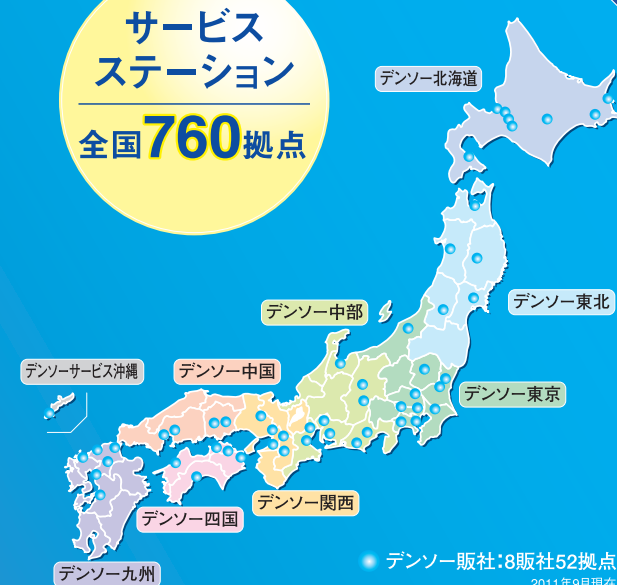 サービス
ステーション
全国760拠点
デンソー北海道
デンソー東北
デンソー中部
デンソーサービス沖縄
デンソー中国
デンソー東京
デンソー関西
デンソー四国
デンソー九州
デンソー販社:8販社52拠点
2011年9月現在